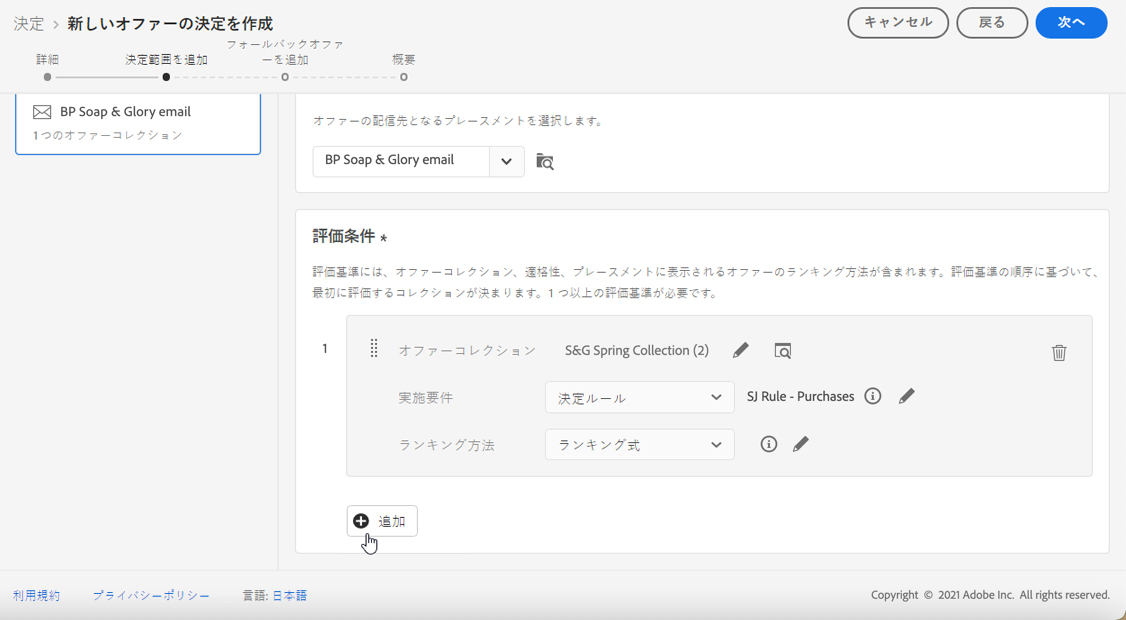 決定 > 新しいオファーの決定を作成
キャンセル
戻る
次へ
詳細
決定範囲を追加
フォールバックオファ
ーを追加
概要
BP Soap & Glory email
1つのオファーコレクション
オファーの配信先となるプレースメントを選択します。
BP Soap & Glory email
評価条件 *
評価基準には、オファーコレクション、適格性、プレースメントに表示されるオファーのランキング方法が含まれます。評価基準の順序に基づいて、
最初に評価するコレクションが決まります。1 つ以上の評価基準が必要です。
1
オファーコレクション
S&G Spring Collection (2)
実施要件
決定ルール
SJ Rule - Purchases
ランキング方法
ランキング式
追加
利用規約
プライバシーポリシー
言語: 日本語
Copyright © 2021 Adobe Inc. All rights reserved.